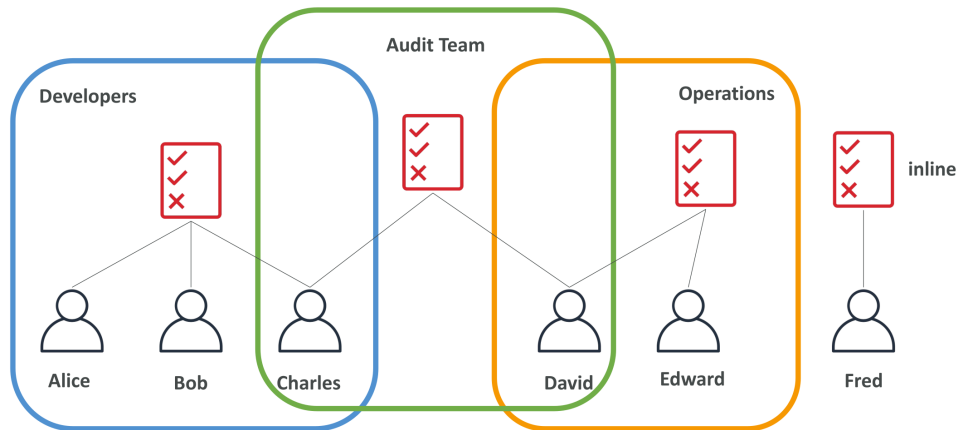 Audit Team
Developers
Operations
inline
Alice
Bob
Charles
David
Edward
Fred